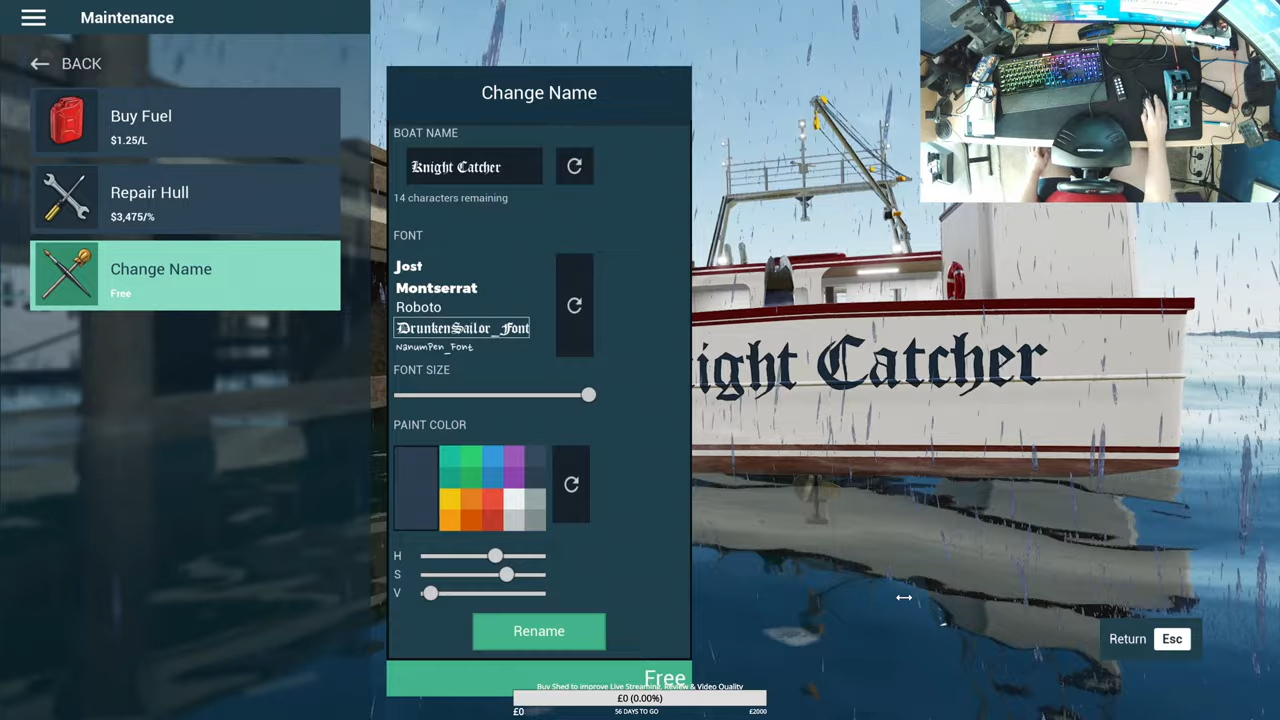 Maintenance
BACK
Buy Fuel
$1.25/L
Repair Hull
$3,475/%
Change Name
Free
Change Name
BOAT NAME
Knight Catcher
14 characters remaining
FONT
Jost
Montserrat
Roboto
DrunkenSailor_Font
NanumPen_Font
FONT SIZE
PAINT COLOR
H
S
V
Rename
Free
ight Catcher
Return Esc
Buy Shed to improve Live Streaming, Review & Video Quality
£0 (0.00%)
£0 56 DAYS TO GO £2000